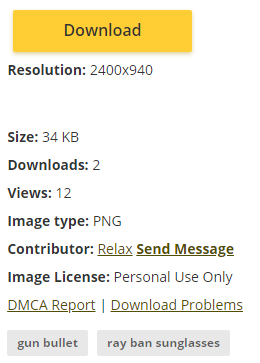 Download
Resolution: 2400x940
Size: 34 KB
Downloads: 2
Views: 12
Image type: PNG
Contributor: Relax Send Message
Image License: Personal Use Only
DMCA Report | Download Problems
gun bullet ray ban sunglasses